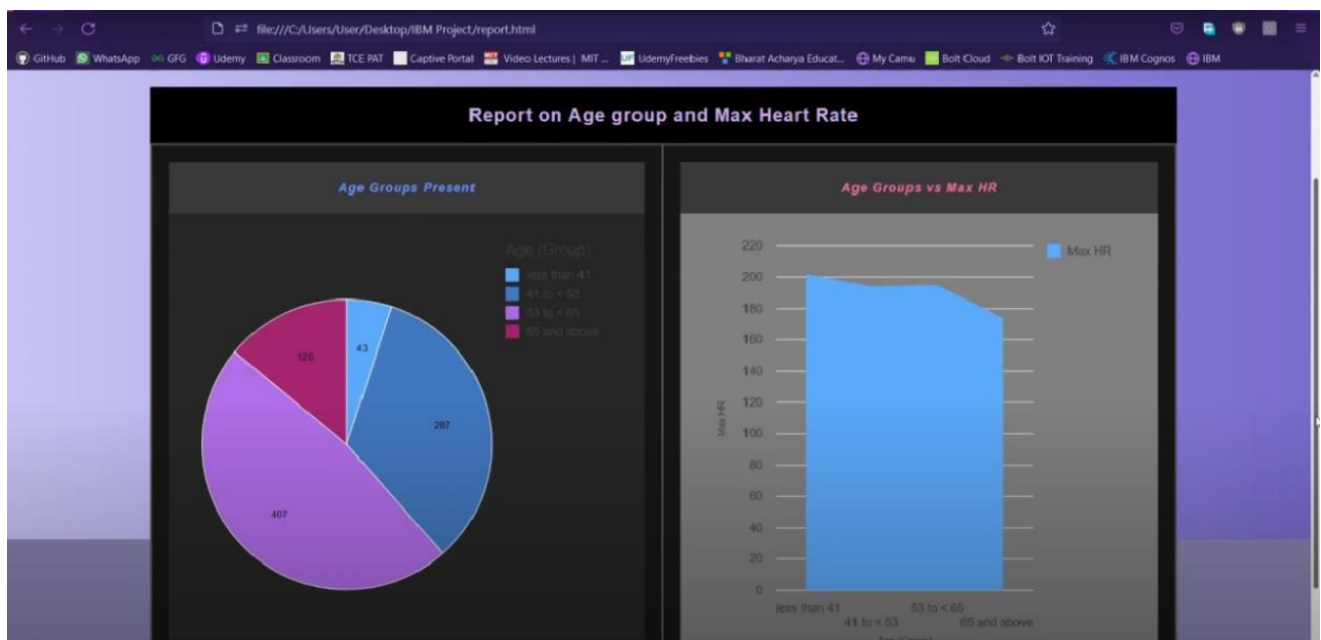 file:///C:/Users/User/Desktop/IBM Project/report.html
GitHub WhatsApp GFG Udemy Classroom TCE PAT Captive Portal Video Lectures | MIT ... UdemyFreebies Bharat Acharya Educat... My Camu Bolt Cloud Bolt IOT Training IBM Cognos IBM
Report on Age group and Max Heart Rate
Age Groups Present
Age (Group)
less than 41
41 to < 53
53 to < 65
65 and above
126
43
287
407
Age Groups vs Max HR
Max HR
220
200
180
160
140
120
100
80
60
40
20
0
Max HR
less than 41 53 to < 65
41 to < 53 65 and above